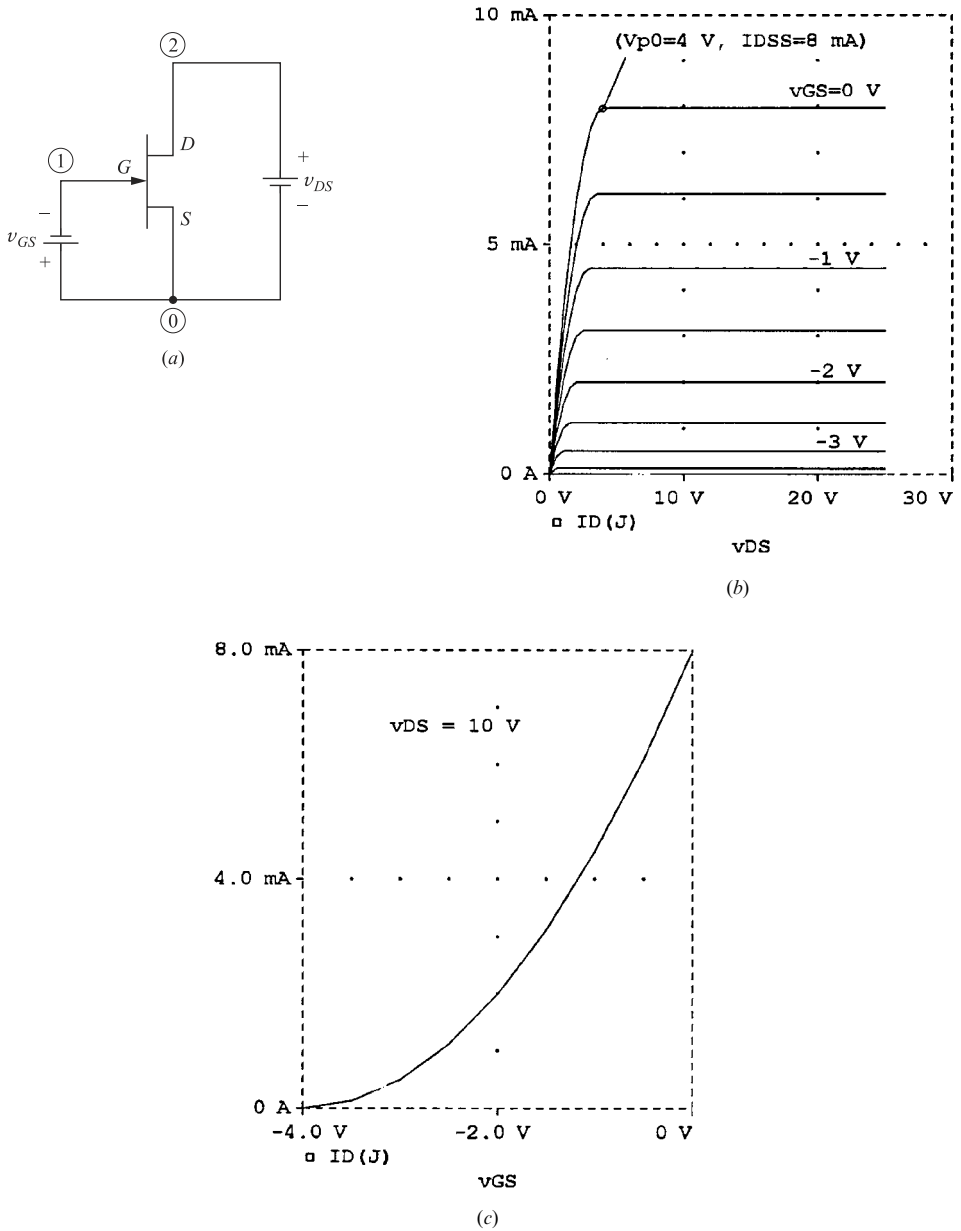 ②
D
①
G
+
v_DS
−
−
v_GS
+
S
⓪
(a)
10 mA
(Vp0=4 V, IDSS=8 mA)
vGS=0 V
5 mA
-1 V
-2 V
-3 V
0 A
0 V 10 V 20 V 30 V
▫ ID(J)
vDS
(b)
8.0 mA
vDS = 10 V
4.0 mA
0 A
-4.0 V -2.0 V 0 V
▫ ID(J)
vGS
(c)